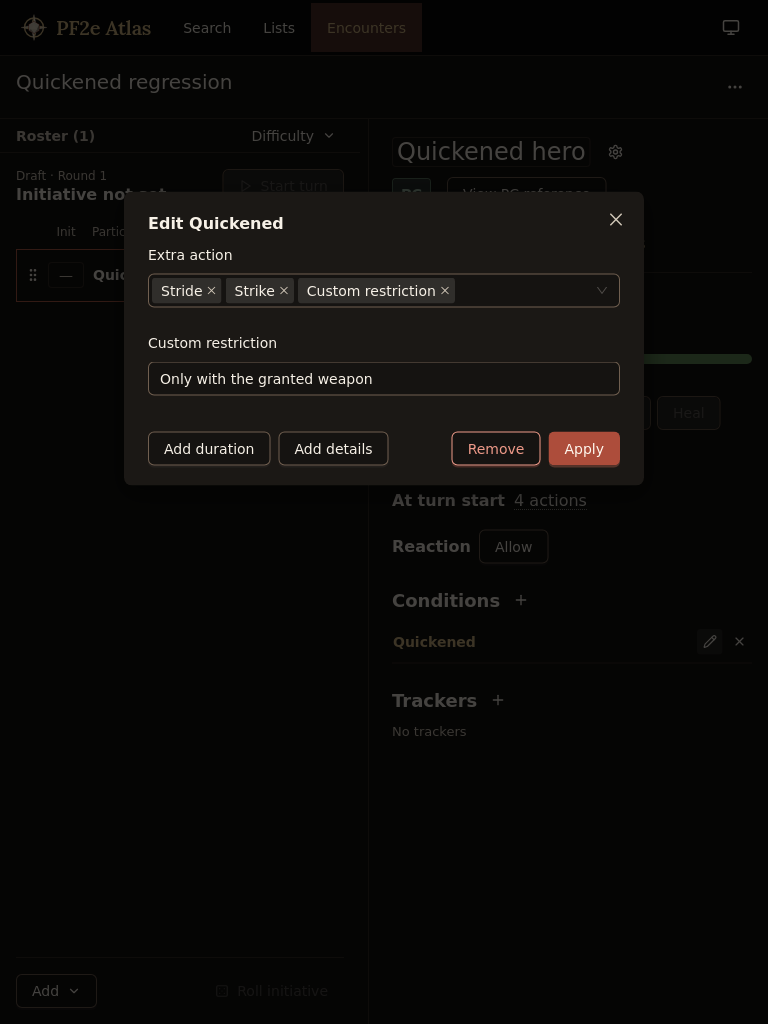 PF2e Atlas
Search
Lists
Encounters
Quickened regression
Roster (1)
Difficulty
Quickened hero
Draft · Round 1
Start turn
Initiative not set
View PC reference
PC
Init
Edit Quickened
Extra action
Stride
Strike
Custom restriction
Custom restriction
Only with the granted weapon
Heal
Add duration
Add details
Remove
Apply
At turn start 4 actions
Reaction
Allow
Conditions
Quickened
Trackers
No trackers
Add
Roll initiative